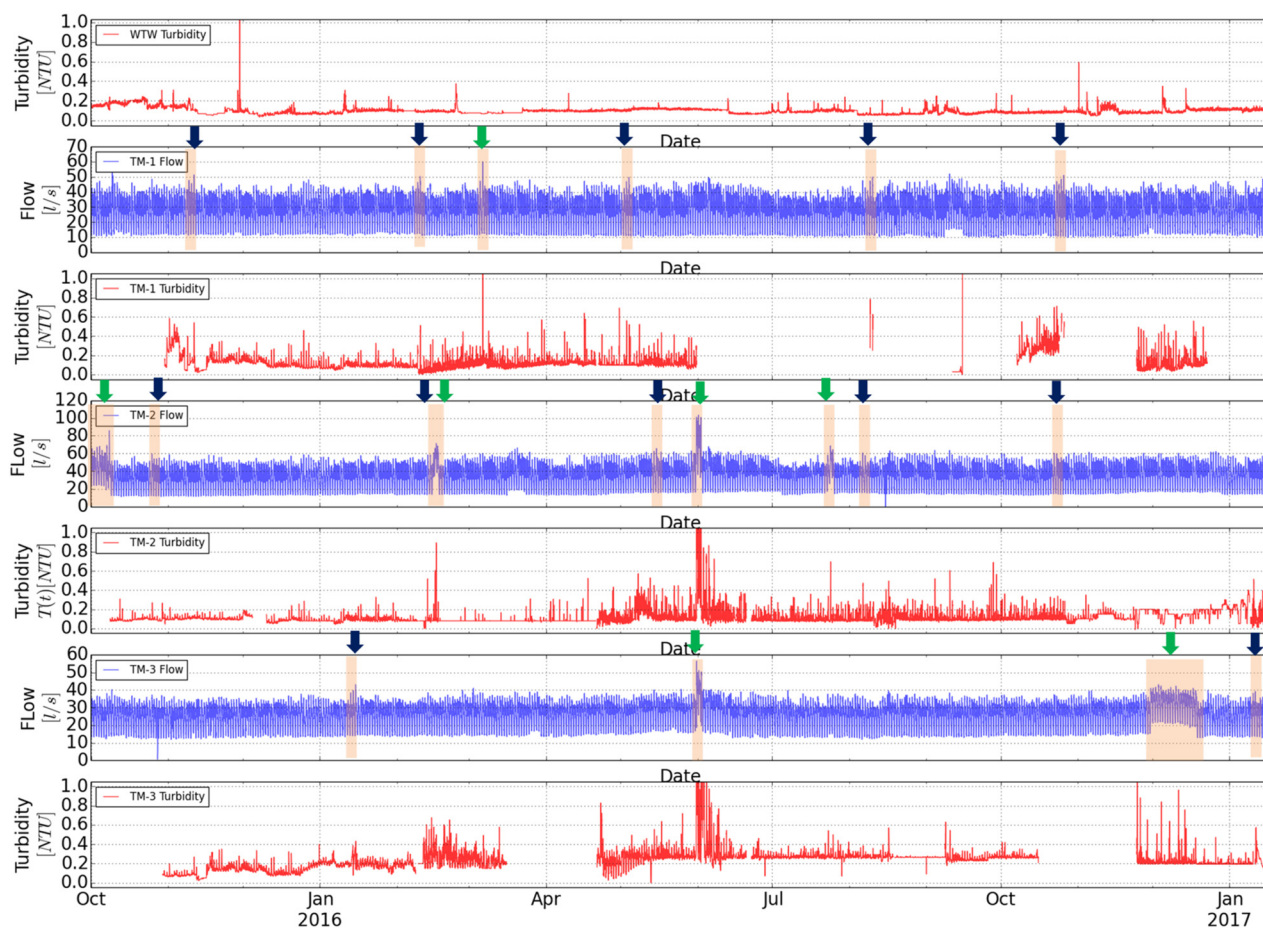 Turbidity
[NTU]
1.0
0.8
0.6
0.4
0.2
0.0
WTW Turbidity
Date
Flow
[l/s]
70
60
50
40
30
20
10
0
TM-1 Flow
Date
Turbidity
[NTU]
1.0
0.8
0.6
0.4
0.2
0.0
TM-1 Turbidity
Date
FLow
[l/s]
120
100
80
60
40
20
0
TM-2 Flow
Date
Turbidity
T(t)[NTU]
1.0
0.8
0.6
0.4
0.2
0.0
TM-2 Turbidity
Date
FLow
[l/s]
60
50
40
30
20
10
0
TM-3 Flow
Date
Turbidity
[NTU]
1.0
0.8
0.6
0.4
0.2
0.0
TM-3 Turbidity
Oct Jan Apr Jul Oct Jan
2016 2017